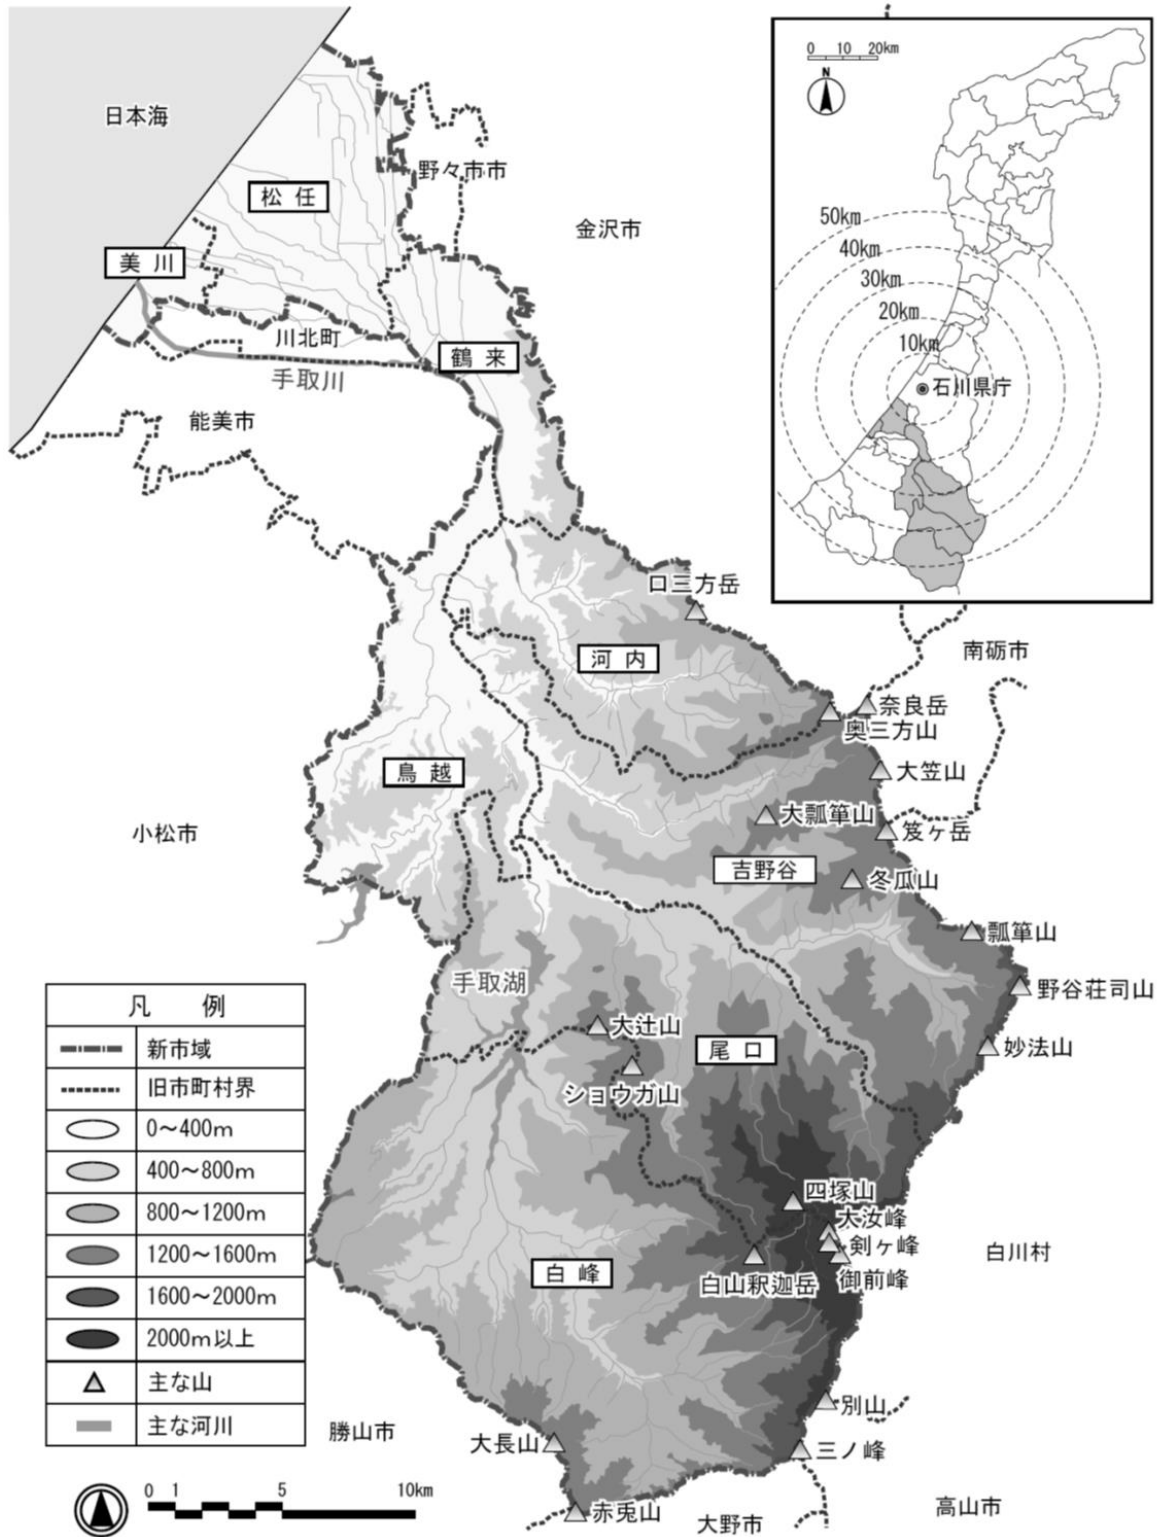 日本海
松任
美川
野々市市
金沢市
川北町
鶴来
手取川
能美市
0 10 20km
N
50km
40km
30km
20km
10km
石川県庁
口三方岳
南砺市
河内
奈良岳
奥三方山
鳥越
大笠山
大瓢箪山
笈ヶ岳
小松市
吉野谷
冬瓜山
瓢箪山
手取湖
野谷荘司山
大辻山
尾口
妙法山
ショウガ山
四塚山
大汝峰
剣ヶ峰
白川村
御前峰
白山釈迦岳
白峰
別山
大長山
三ノ峰
勝山市
赤兎山
大野市
高山市
凡例
新市域
旧市町村界
0～400m
400～800m
800～1200m
1200～1600m
1600～2000m
2000m以上
主な山
主な河川
0 1 5 10km